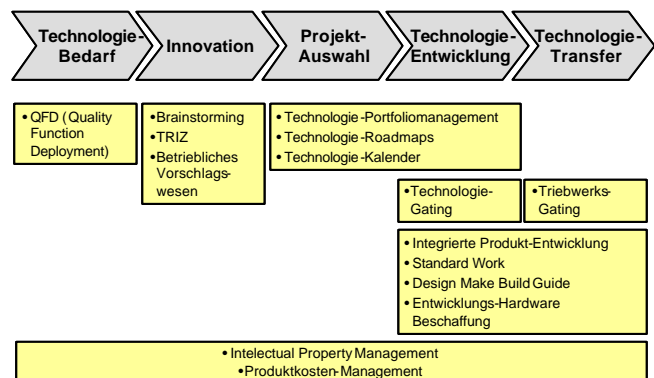 Technologie-
Bedarf
Innovation
Projekt-
Auswahl
Technologie-
Entwicklung
Technologie-
Transfer
• QFD (Quality
Function
Deployment)
• Brainstorming
• TRIZ
• Betriebliches
Vorschlags-
wesen
• Technologie-Portfoliomanagement
• Technologie-Roadmaps
• Technologie-Kalender
• Technologie-
Gating
• Triebwerks-
Gating
• Integrierte Produkt-Entwicklung
• Standard Work
• Design Make Build Guide
• Entwicklungs-Hardware
Beschaffung
• Intelectual Property Management
• Produktkosten-Management